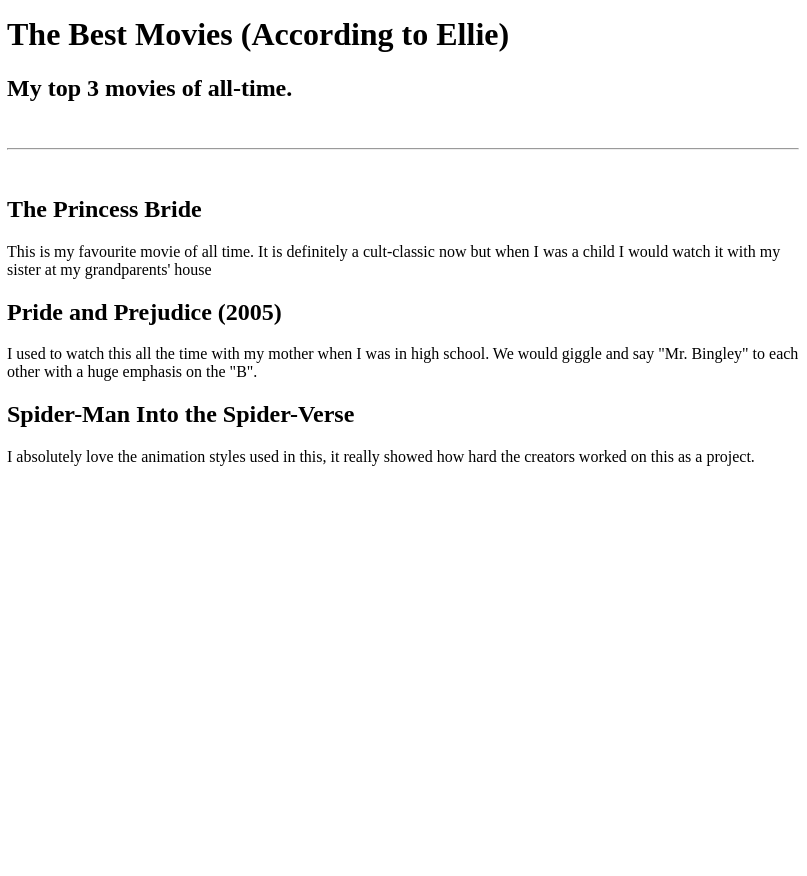 The Best Movies (According to Ellie)
My top 3 movies of all-time.
The Princess Bride
This is my favourite movie of all time. It is definitely a cult-classic now but when I was a child I would watch it with my
sister at my grandparents' house
Pride and Prejudice (2005)
I used to watch this all the time with my mother when I was in high school. We would giggle and say "Mr. Bingley" to each
other with a huge emphasis on the "B".
Spider-Man Into the Spider-Verse
I absolutely love the animation styles used in this, it really showed how hard the creators worked on this as a project.